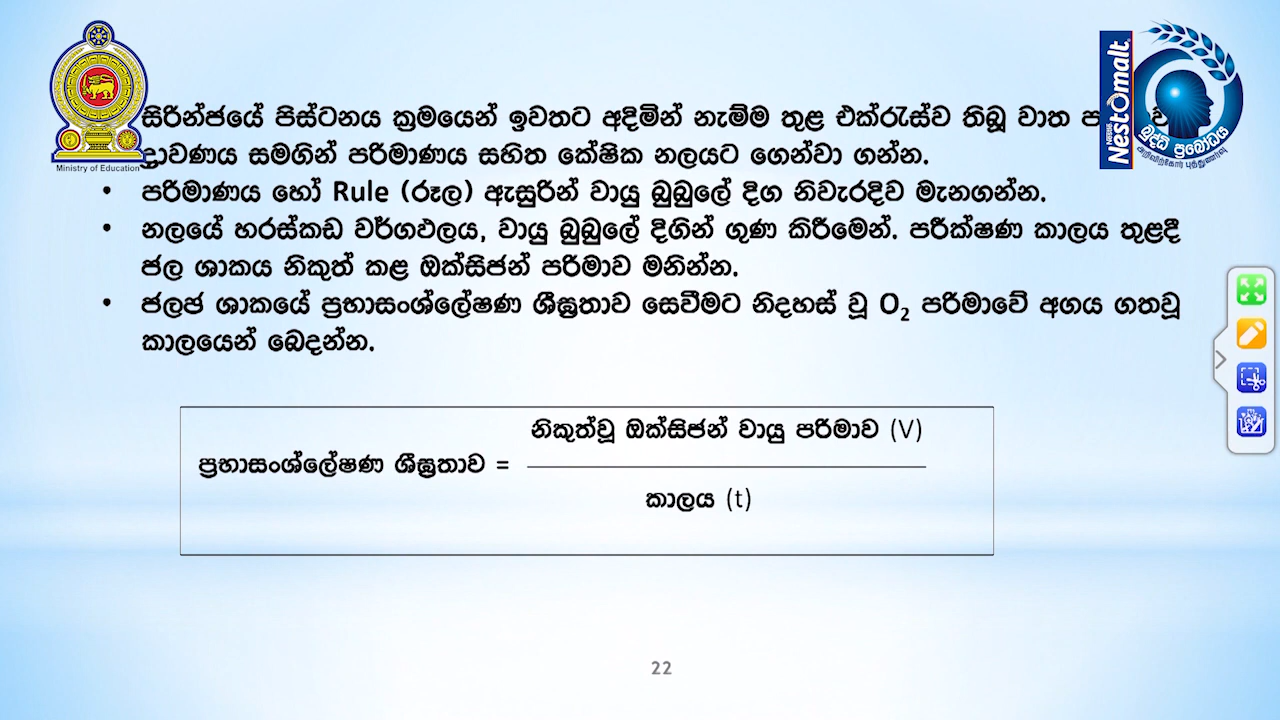 Ministry of Education
NESTLÉ Nestomalt
බුද්ධි ප්‍රබෝධය
සිරින්ජයේ පිස්ටනය ක්‍රමයෙන් ඉවතට අදිමින් නැම්ම තුළ එක්රැස්ව තිබූ වාත
ද්‍රාවණය සමගින් පරිමාණය සහිත කේෂික නලයට ගෙන්වා ගන්න.
• පරිමාණය හෝ Rule (රූල) ඇසුරින් වායු බුබුලේ දිග නිවැරදිව මැනගන්න.
• නලයේ හරස්කඩ වර්ගඵලය, වායු බුබුලේ දිගින් ගුණ කිරීමෙන්. පරීක්ෂණ කාලය තුළදී
ජල ශාකය නිකුත් කළ ඔක්සිජන් පරිමාව මනින්න.
• ජලජ ශාකයේ ප්‍රභාසංශ්ලේෂණ ශීඝ්‍රතාව සෙවීමට නිදහස් වූ O₂ පරිමාවේ අගය ගතවූ
කාලයෙන් බෙදන්න.
නිකුත්වූ ඔක්සිජන් වායු පරිමාව (V)
ප්‍රභාසංශ්ලේෂණ ශීඝ්‍රතාව =
කාලය (t)
22